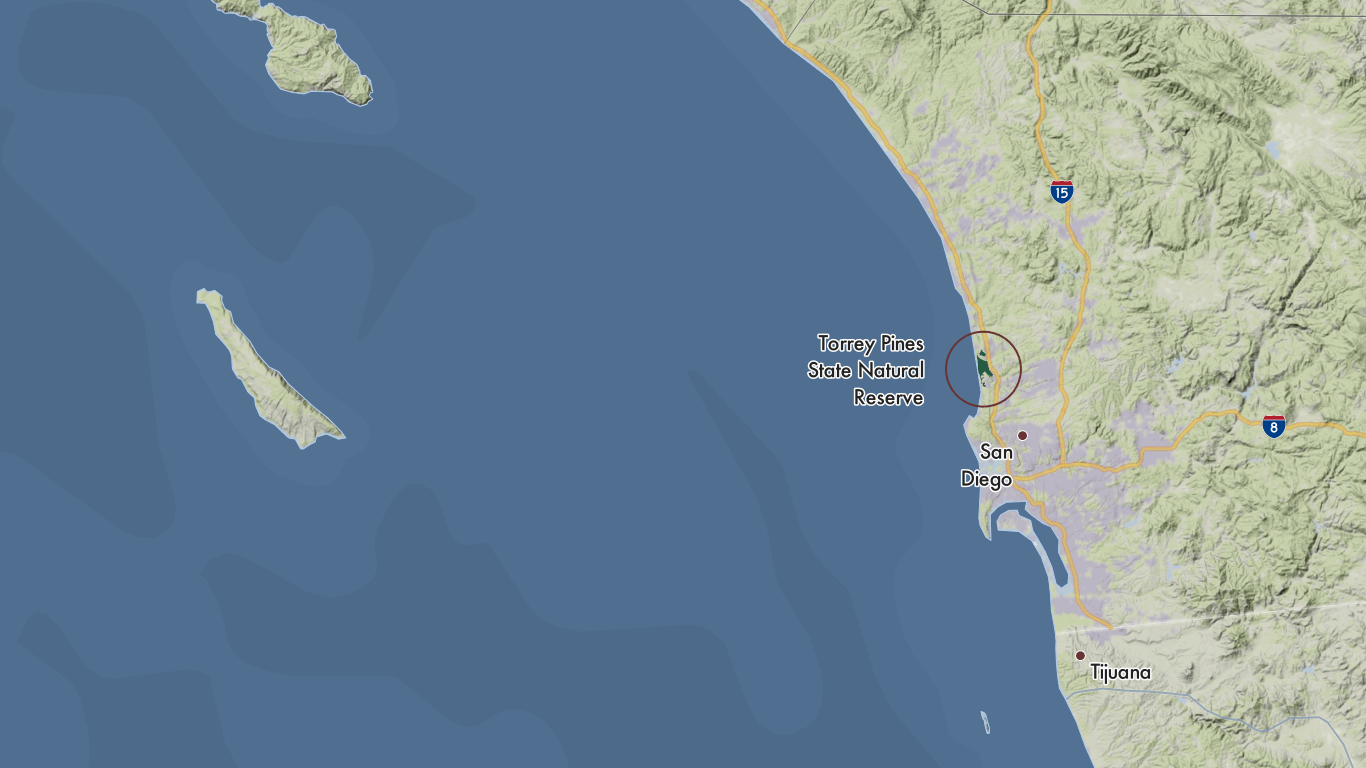 15
Torrey Pines
State Natural
Reserve
8
San
Diego
Tijuana